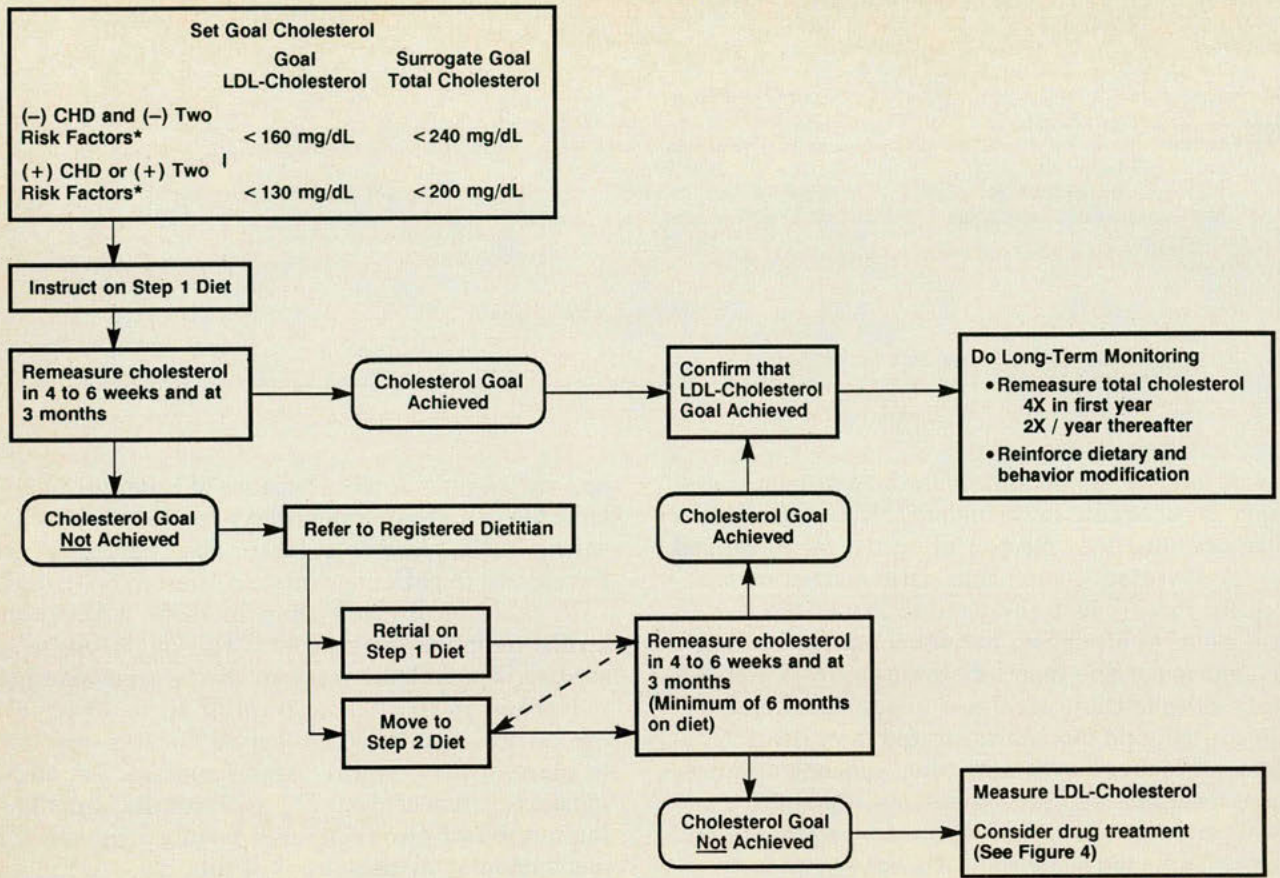 Set Goal Cholesterol
Goal LDL-Cholesterol
Surrogate Goal Total Cholesterol
(–) CHD and (–) Two
Risk Factors* <160 mg/dL <240 mg/dL
(+) CHD or (+) Two
Risk Factors* <130 mg/dL <200 mg/dL
Instruct on Step 1 Diet
Remeasure cholesterol
in 4 to 6 weeks and at
3 months
Cholesterol Goal
Achieved
Confirm that
LDL-Cholesterol
Goal Achieved
Do Long-Term Monitoring
• Remeasure total cholesterol
4X in first year
2X / year thereafter
• Reinforce dietary and
behavior modification
Cholesterol Goal
Not Achieved
Refer to Registered Dietitian
Cholesterol Goal
Achieved
Retrial on
Step 1 Diet
Move to
Step 2 Diet
Remeasure cholesterol
in 4 to 6 weeks and at
3 months
(Minimum of 6 months
on diet)
Cholesterol Goal
Not Achieved
Measure LDL-Cholesterol
Consider drug treatment
(See Figure 4)